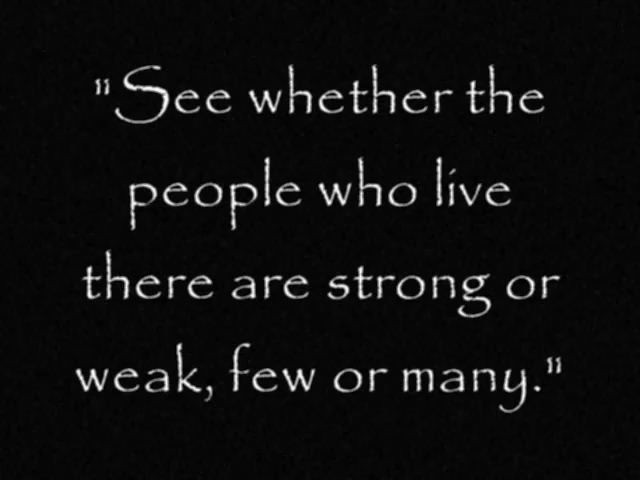 "See whether the
people who live
there are strong or
weak, few or many."